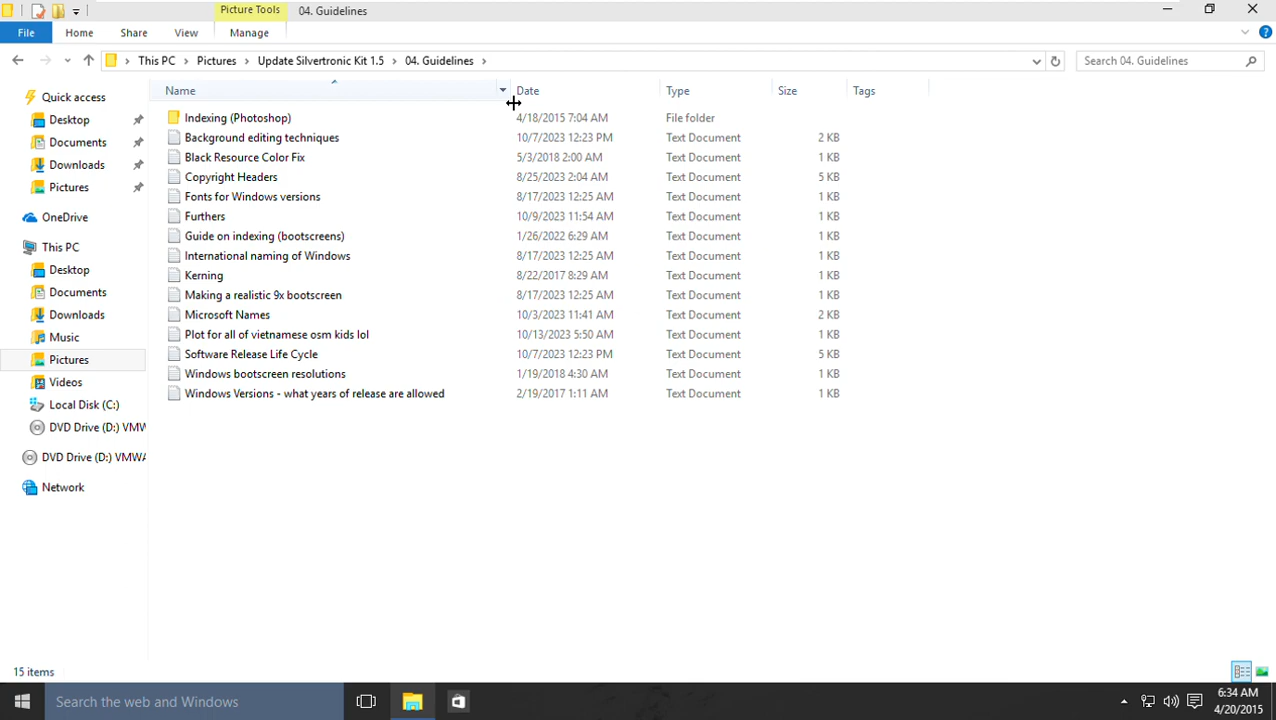 Picture Tools 04. Guidelines
File Home Share View Manage
This PC Pictures Update Silvertronic Kit 1.5 04. Guidelines Search 04. Guidelines
Name Date Type Size Tags
Quick access
Desktop
Documents
Downloads
Pictures
OneDrive
This PC
Desktop
Documents
Downloads
Music
Pictures
Videos
Local Disk (C:)
DVD Drive (D:) VMW
DVD Drive (D:) VMWA
Network
Indexing (Photoshop) 4/18/2015 7:04 AM File folder
Background editing techniques 10/7/2023 12:23 PM Text Document 2 KB
Black Resource Color Fix 5/3/2018 2:00 AM Text Document 1 KB
Copyright Headers 8/25/2023 2:04 AM Text Document 5 KB
Fonts for Windows versions 8/17/2023 12:25 AM Text Document 1 KB
Furthers 10/9/2023 11:54 AM Text Document 1 KB
Guide on indexing (bootscreens) 1/26/2022 6:29 AM Text Document 1 KB
International naming of Windows 8/17/2023 12:25 AM Text Document 1 KB
Kerning 8/22/2017 8:29 AM Text Document 1 KB
Making a realistic 9x bootscreen 8/17/2023 12:25 AM Text Document 1 KB
Microsoft Names 10/3/2023 11:41 AM Text Document 2 KB
Plot for all of vietnamese osm kids lol 10/13/2023 5:50 AM Text Document 1 KB
Software Release Life Cycle 10/7/2023 12:23 PM Text Document 5 KB
Windows bootscreen resolutions 1/19/2018 4:30 AM Text Document 1 KB
Windows Versions - what years of release are allowed 2/19/2017 1:11 AM Text Document 1 KB
15 items
Search the web and Windows
6:34 AM
4/20/2015